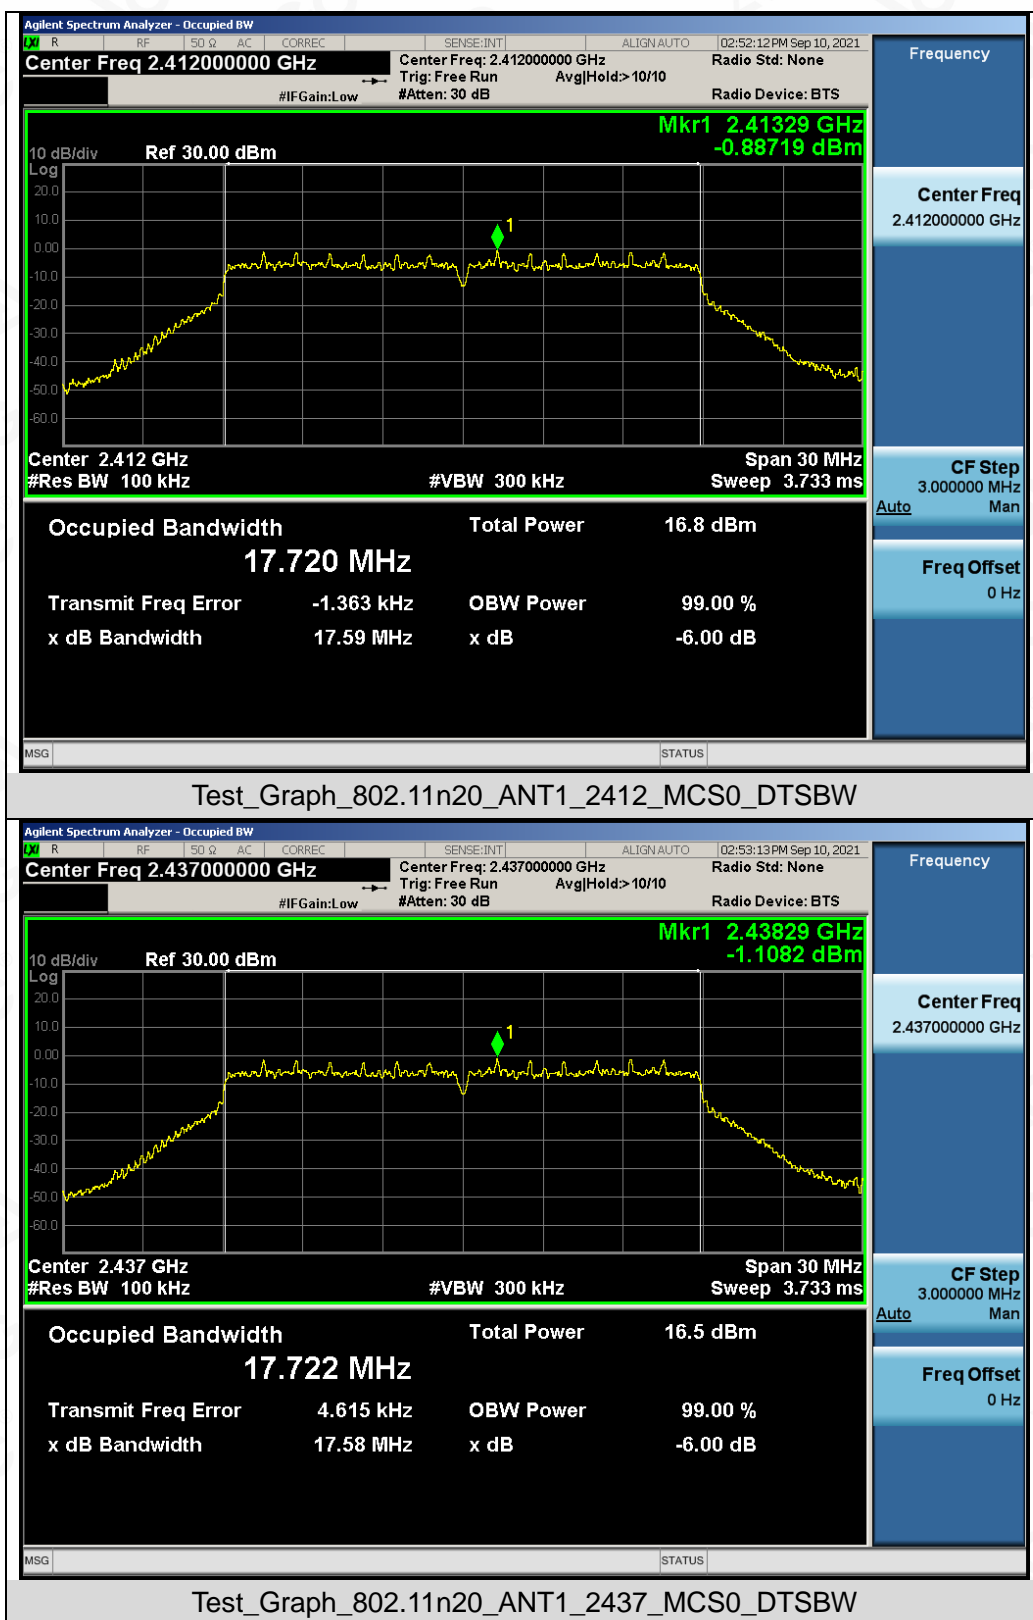 Agilent Spectrum Analyzer - Occupied BW
LXI R RF 50 Ω AC CORREC SENSE:INT ALIGN AUTO 02:52:12 PM Sep 10, 2021
Center Freq 2.412000000 GHz
Center Freq: 2.412000000 GHz
Radio Std: None
Trig: Free Run Avg|Hold:>10/10
#IFGain:Low #Atten: 30 dB Radio Device: BTS
Frequency
Mkr1 2.41329 GHz
-0.88719 dBm
10 dB/div Ref 30.00 dBm
Log
20.0
10.0
0.00
-10.0
-20.0
-30.0
-40.0
-50.0
-60.0
1
Center 2.412 GHz Span 30 MHz
#Res BW 100 kHz #VBW 300 kHz Sweep 3.733 ms
Center Freq
2.412000000 GHz
CF Step
3.000000 MHz
Auto Man
Freq Offset
0 Hz
Occupied Bandwidth Total Power 16.8 dBm
17.720 MHz
Transmit Freq Error -1.363 kHz OBW Power 99.00 %
x dB Bandwidth 17.59 MHz x dB -6.00 dB
MSG STATUS
Test_Graph_802.11n20_ANT1_2412_MCS0_DTSBW
Agilent Spectrum Analyzer - Occupied BW
LXI R RF 50 Ω AC CORREC SENSE:INT ALIGN AUTO 02:53:13 PM Sep 10, 2021
Center Freq 2.437000000 GHz
Center Freq: 2.437000000 GHz
Radio Std: None
Trig: Free Run Avg|Hold:>10/10
#IFGain:Low #Atten: 30 dB Radio Device: BTS
Frequency
Mkr1 2.43829 GHz
-1.1082 dBm
10 dB/div Ref 30.00 dBm
Log
20.0
10.0
0.00
-10.0
-20.0
-30.0
-40.0
-50.0
-60.0
1
Center 2.437 GHz Span 30 MHz
#Res BW 100 kHz #VBW 300 kHz Sweep 3.733 ms
Center Freq
2.437000000 GHz
CF Step
3.000000 MHz
Auto Man
Freq Offset
0 Hz
Occupied Bandwidth Total Power 16.5 dBm
17.722 MHz
Transmit Freq Error 4.615 kHz OBW Power 99.00 %
x dB Bandwidth 17.58 MHz x dB -6.00 dB
MSG STATUS
Test_Graph_802.11n20_ANT1_2437_MCS0_DTSBW